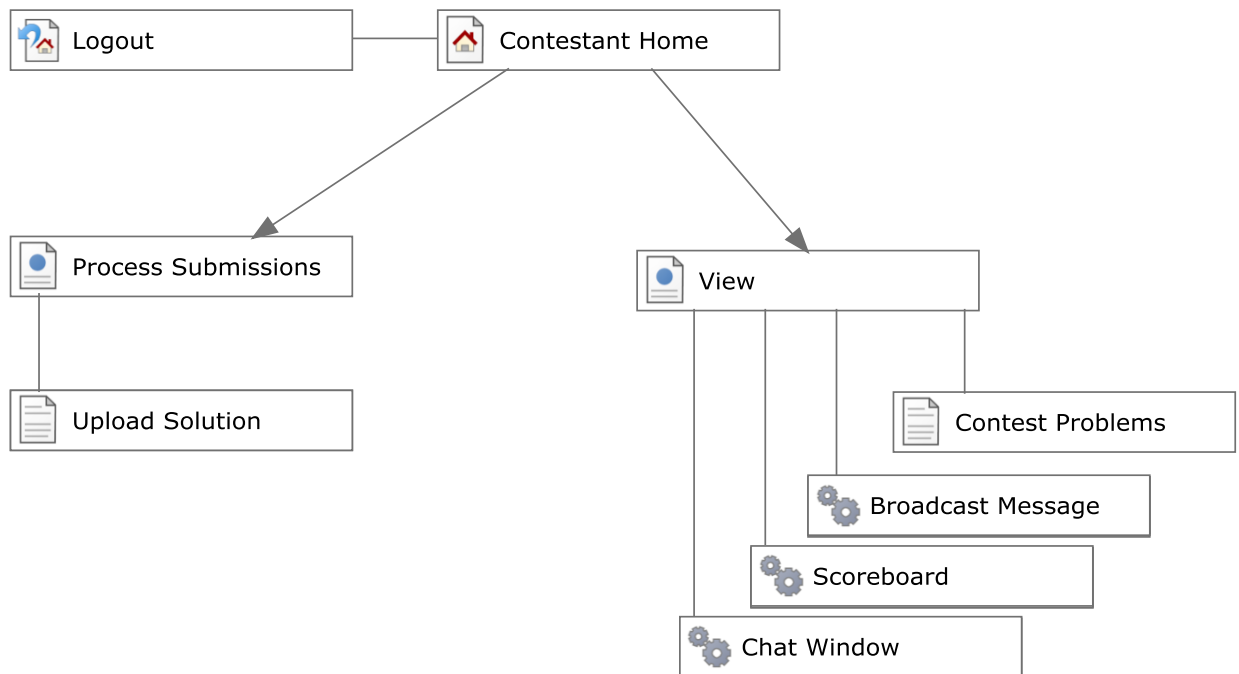 Logout
Contestant Home
Process Submissions
View
Upload Solution
Contest Problems
Broadcast Message
Scoreboard
Chat Window